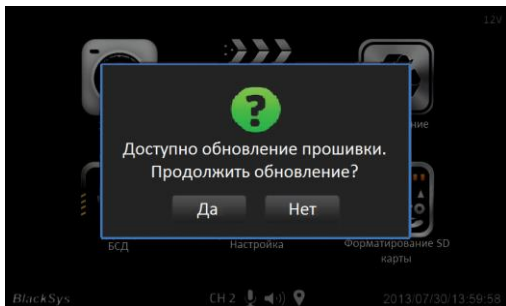 12V
Доступно обновление прошивки.
Продолжить обновление?
Да Нет
БСД Настройка Форматирование SD
карты
BlackSys CH 2 2013/07/30/13:59:58